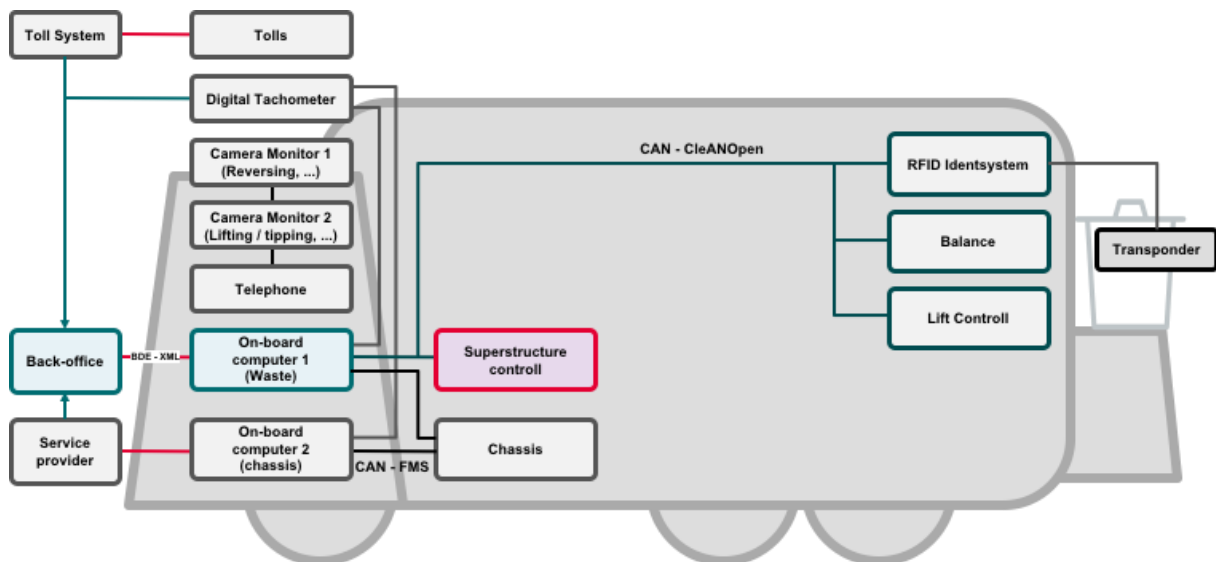 Toll System
Tolls
Digital Tachometer
Camera Monitor 1
(Reversing, ...)
CAN - CleANOpen
RFID Identsystem
Camera Monitor 2
(Lifting / tipping, ...)
Balance
Transponder
Telephone
Lift Controll
Back-office
BDE - XML
On-board
computer 1
(Waste)
Superstructure
controll
Service
provider
On-board
computer 2
(chassis)
CAN - FMS
Chassis